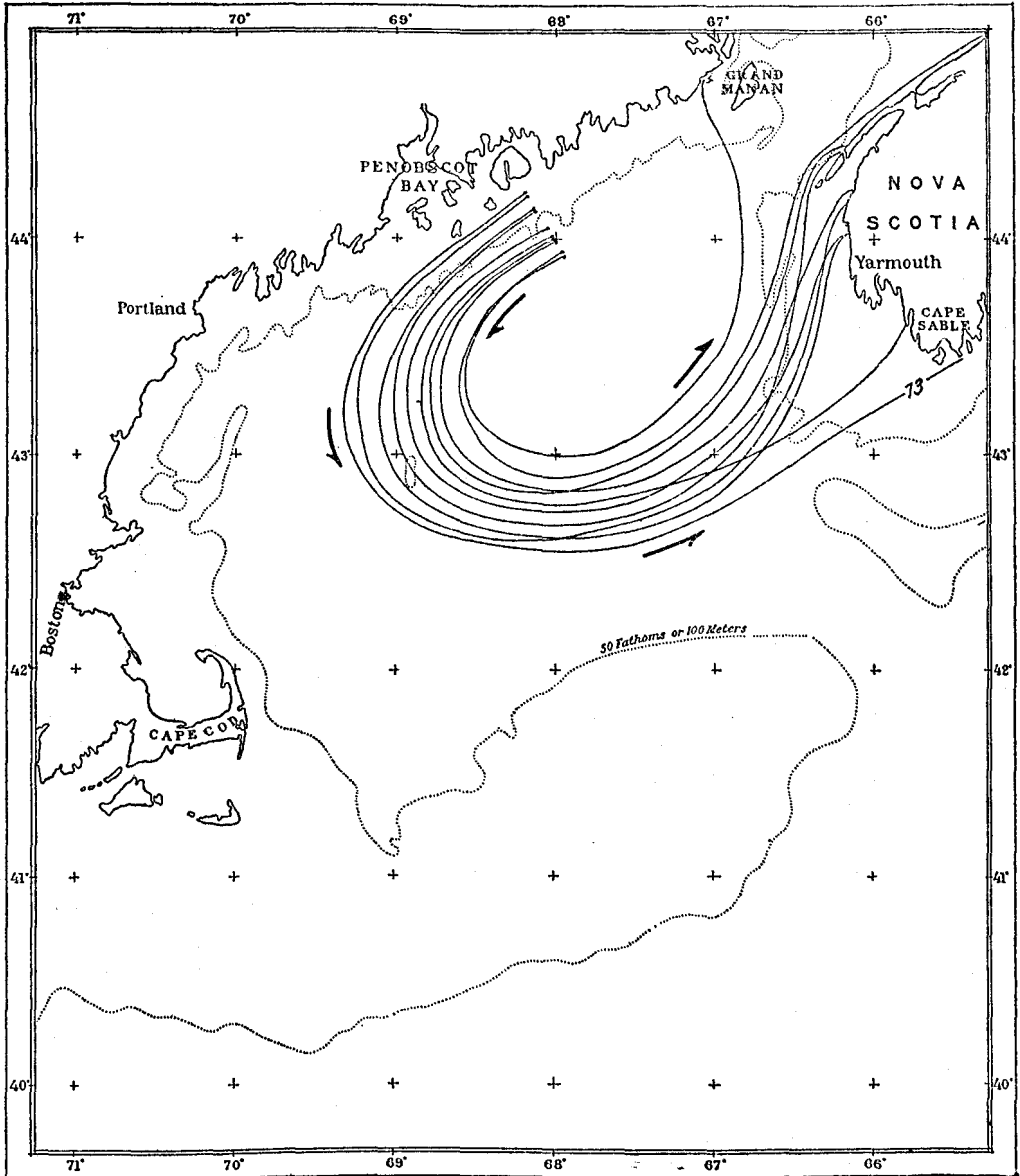 71° 70° 69° 68° 67° 66°
GRAND
MANAN
PENOBSCOT
BAY
NOVA
SCOTIA
44° 44°
Yarmouth
Portland
CAPE
SABLE
73
43° 43°
Boston
50 Fathoms or 100 Meters
42° 42°
CAPE COD
41° 41°
40° 40°
71° 70° 69° 68° 67° 66°